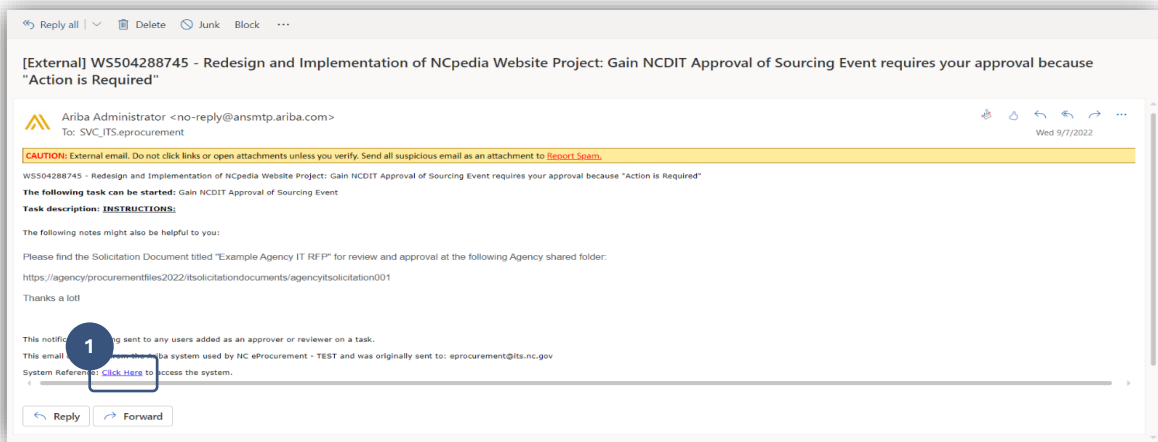 Reply all Delete Junk Block ...
[External] WS504288745 - Redesign and Implementation of NCpedia Website Project: Gain NCDIT Approval of Sourcing Event requires your approval because
"Action is Required"
Ariba Administrator <no-reply@ansmtp.ariba.com>
To: SVC_ITS.eprocurement
Wed 9/7/2022
CAUTION: External email. Do not click links or open attachments unless you verify. Send all suspicious email as an attachment to Report Spam.
WS504288745 - Redesign and Implementation of NCpedia Website Project: Gain NCDIT Approval of Sourcing Event requires your approval because "Action is Required"
The following task can be started: Gain NCDIT Approval of Sourcing Event
Task description: INSTRUCTIONS:
The following notes might also be helpful to you:
Please find the Solicitation Document titled "Example Agency IT RFP" for review and approval at the following Agency shared folder:
https;/agency/procurementfiles2022/itsolicitationdocuments/agencyitsolicitation001
Thanks a lot!
This sent to any users added as an approver or reviewer on a task.
1
This email from the Ariba system used by NC eProcurement - TEST and was originally sent to: eprocurement@its.nc.gov
System Reference: Click Here to access the system.
Reply Forward